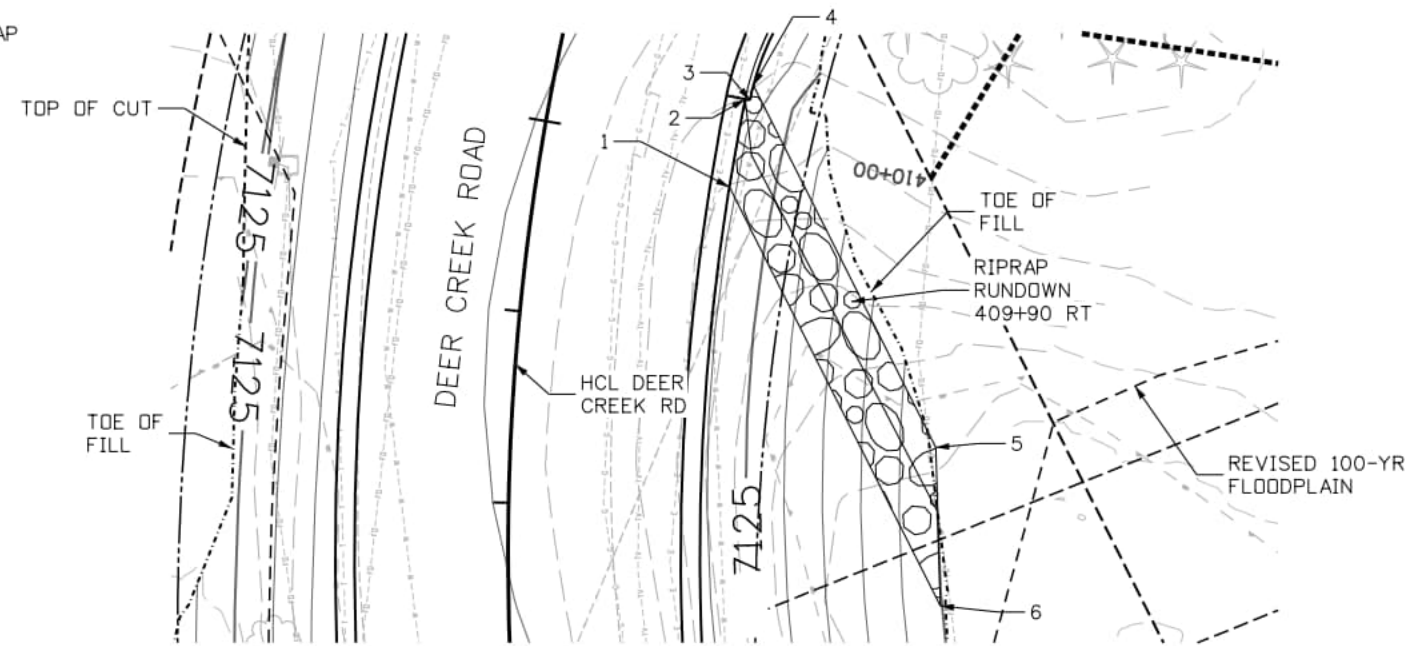 AP
TOP OF CUT
7125
7125
TOE OF
FILL
DEER CREEK ROAD
HCL DEER
CREEK RD
1
2
3
4
7125
410+00
TOE OF
FILL
RIPRAP
RUNDOWN
409+90 RT
5
6
REVISED 100-YR
FLOODPLAIN